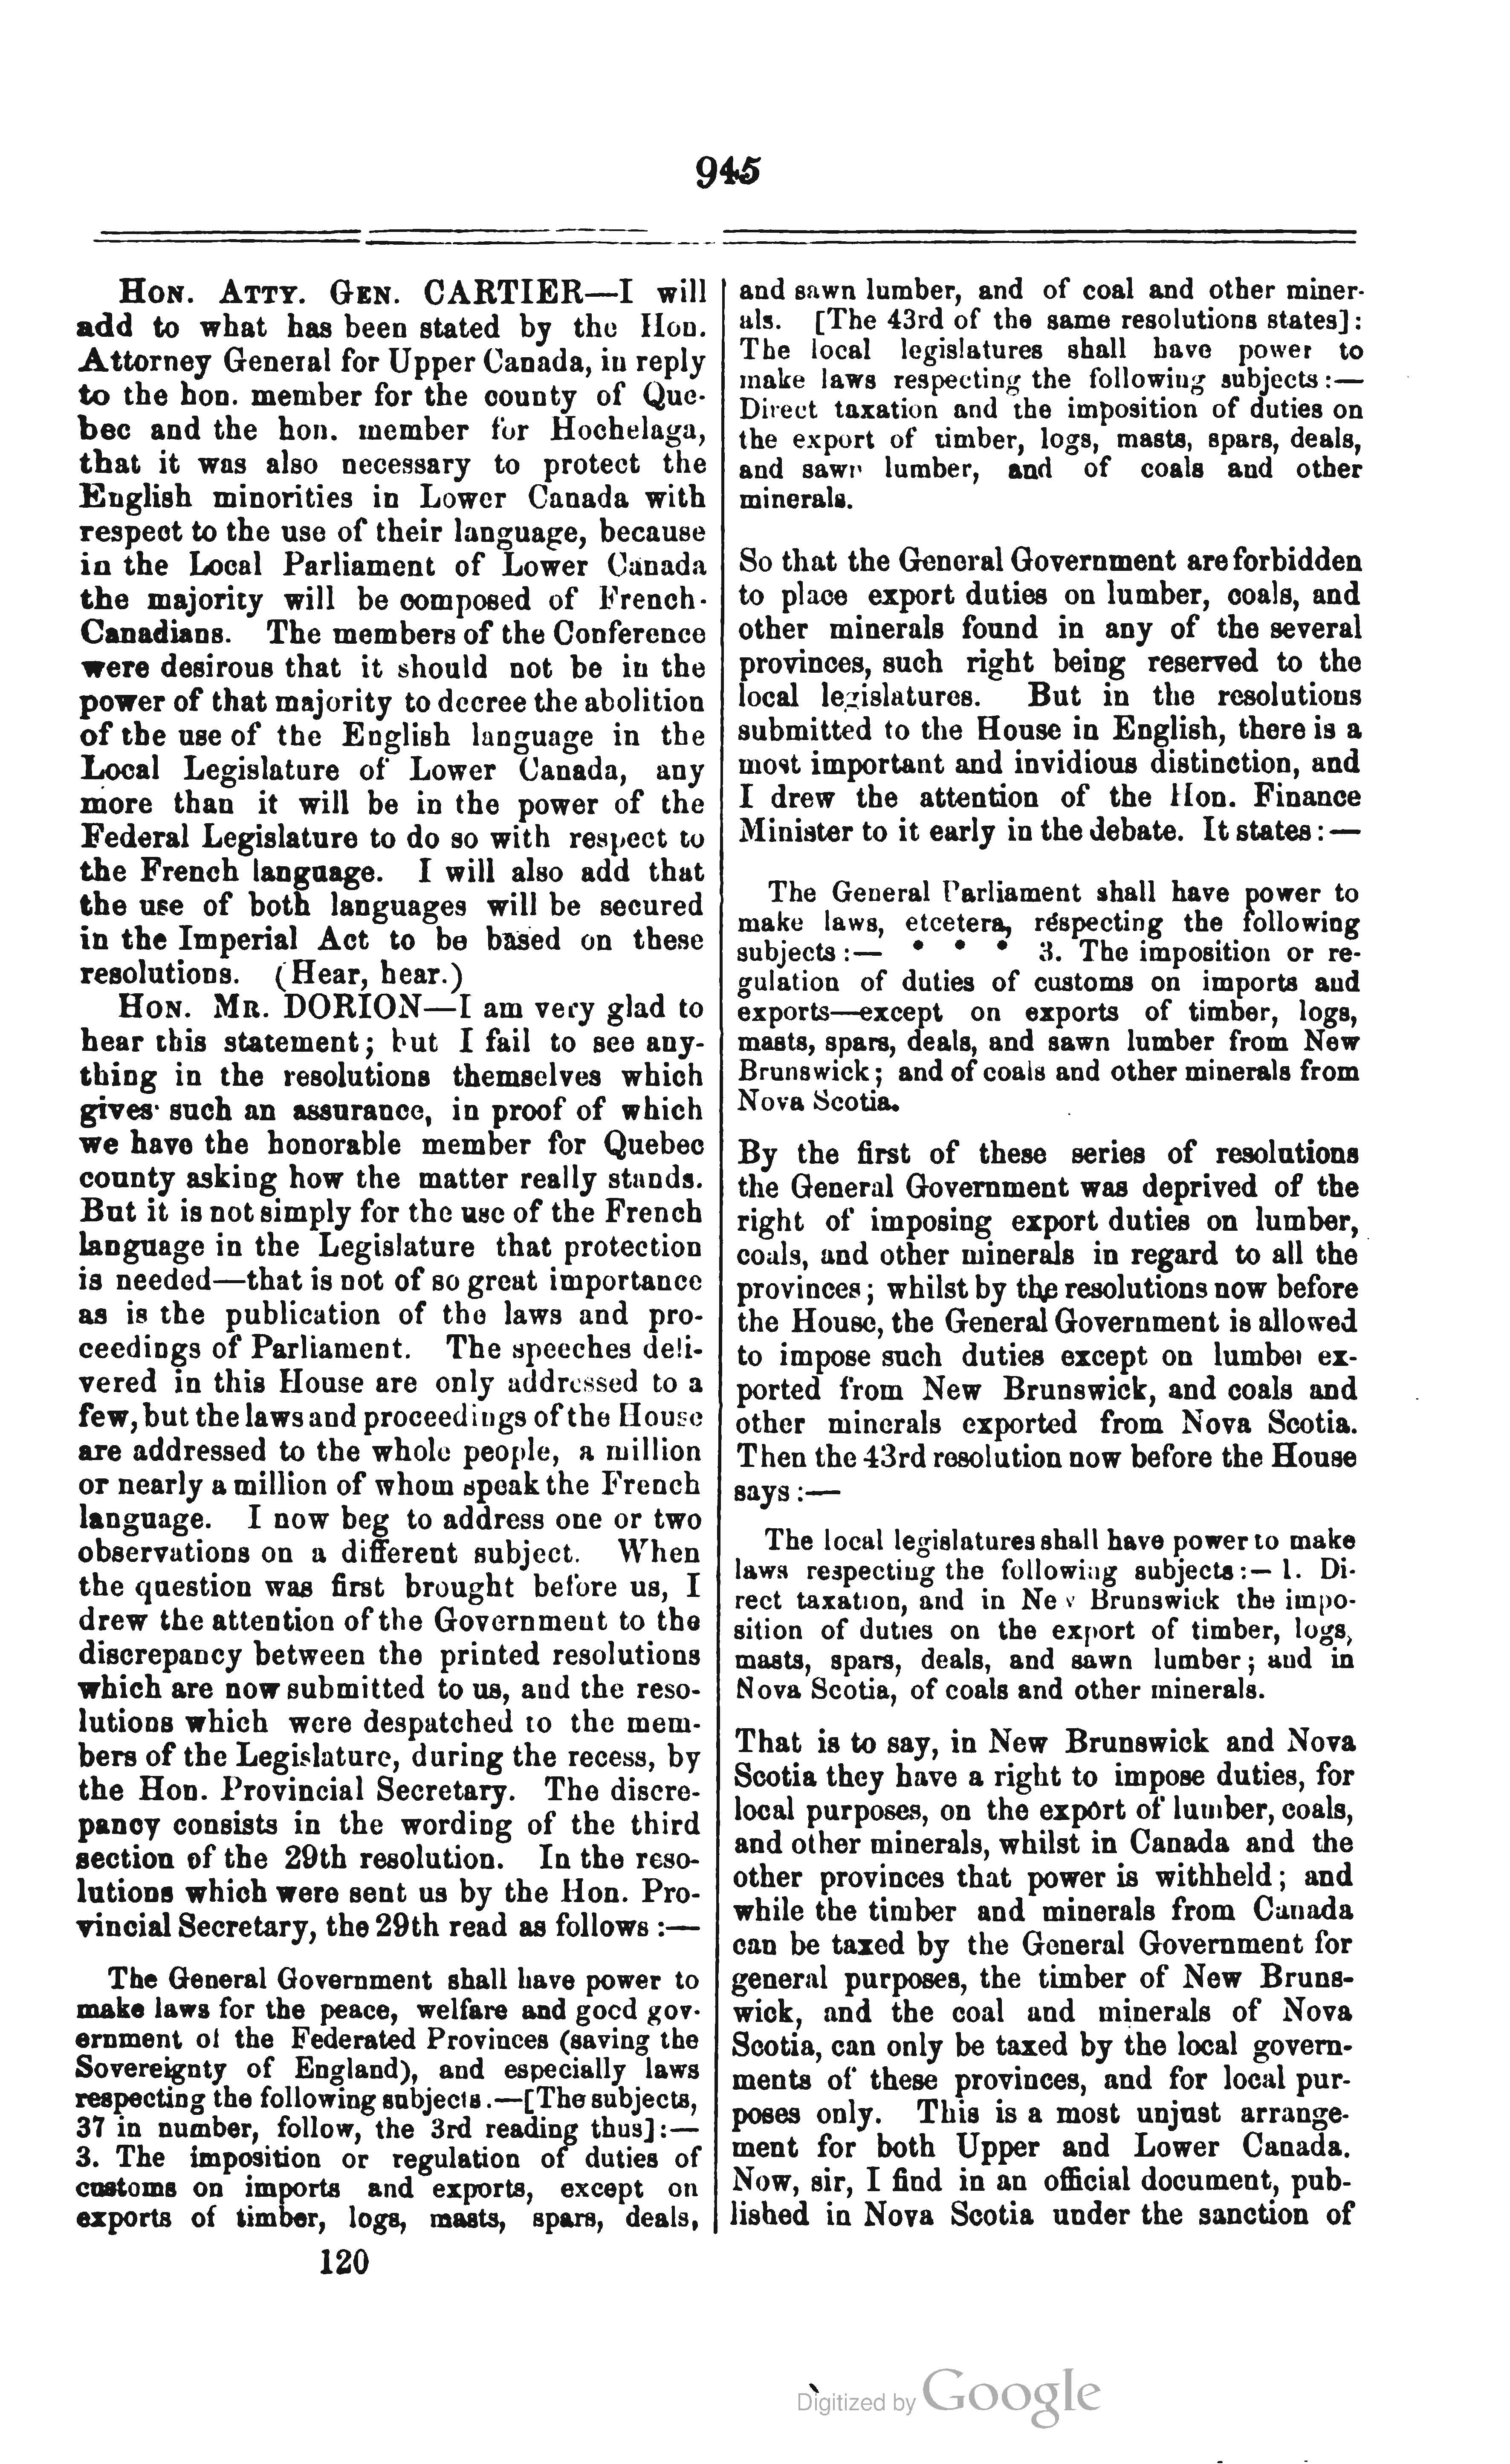 945
HON. ATTY. GEN. CARTIER—I will
add to what has been stated by the Hon.
Attorney General for Upper Canada, in reply
to the hon. member for the county of Que-
bec and the hon. member for Hochelaga,
that it was also necessary to protect the
English minorities in Lower Canada with
respect to the use of their language, because
in the Local Parliament of Lower Canada
the majority will be composed of French-
Canadians. The members of the Conference
were desirous that it should not be in the
power of that majority to decree the abolition
of the use of the English language in the
Local Legislature of Lower Canada, any
more than it will be in the power of the
Federal Legislature to do so with respect to
the French language. I will also add that
the use of both languages will be secured
in the Imperial Act to be based on these
resolutions. (Hear, hear.)
HON. MR. DORION—I am very glad to
hear this statement; but I fail to see any-
thing in the resolutions themselves which
gives such an assurance, in proof of which
we have the honorable member for Quebec
county asking how the matter really stands.
But it is not simply for the use of the French
language in the Legislature that protection
is needed—that is not of so great importance
as is the publication of the laws and pro-
ceedings of Parliament. The speeches deli-
vered in this House are only addressed to a
few, but the laws and proceedings of the House
are addressed to the whole people, a million
or nearly a million of whom speak the French
language. I now beg to address one or two
observations on a different subject. When
the question was first brought before us, I
drew the attention of the Government to the
discrepancy between the printed resolutions
which are now submitted to us, and the reso-
lutions which were despatched to the mem-
bers of the Legislature, during the recess, by
the Hon. Provincial Secretary. The discre-
pancy consists in the wording of the third
section of the 29th resolution. In the reso-
lutions which were sent us by the Hon. Pro-
vincial Secretary, the 29th read as follows :—
The General Government shall have power to
make laws for the peace, welfare and good gov-
ernment of the Federated Provinces (saving the
Sovereignty of England), and especially laws
respecting the following subjects.—[The subjects,
37 in number, follow, the 3rd reading thus]:—
3. The imposition or regulation of duties of
customs on imports and exports, except on
exports of timber, logs, masts, spars, deals,
120
and sawn lumber, and of coal and other miner-
als. [The 43rd of the same resolutions states]:
The local legislatures shall have power to
make laws respecting the following subjects:—
Direct taxation and the imposition of duties on
the export of timber, logs, masts, spars, deals,
and sawn lumber, and of coals and other
minerals.
So that the General Government are forbidden
to place export duties on lumber, coals, and
other minerals found in any of the several
provinces, such right being reserved to the
local legislatures. But in the resolutions
submitted to the House in English, there is a
most important and invidious distinction, and
I drew the attention of the Hon. Finance
Minister to it early in the debate. It states:—
The General Parliament shall have power to
make laws, etcetera, respecting the following
subjects:— * * * 3. The imposition or re-
gulation of duties of customs on imports and
exports—except on exports of timber, logs,
masts, spars, deals, and sawn lumber from New
Brunswick; and of coals and other minerals from
Nova Scotia.
By the first of these series of resolutions
the General Government was deprived of the
right of imposing export duties on lumber,
coals, and other minerals in regard to all the
provinces; whilst by the resolutions now before
the House, the General Government is allowed
to impose such duties except on lumber ex-
ported from New Brunswick, and coals and
other minerals exported from Nova Scotia.
Then the 43rd resolution now before the House
says:—
The local legislatures shall have power to make
laws respecting the following subjects:—1. Di-
rect taxation, and in New Brunswick the impo-
sition of duties on the export of timber, logs,
masts, spars, deals, and sawn lumber; and in
Nova Scotia, of coals and other minerals.
That is to say, in New Brunswick and Nova
Scotia they have a right to impose duties, for
local purposes, on the export of lumber, coals,
and other minerals, whilst in Canada and the
other provinces that power is withheld; and
while the timber and minerals from Canada
can be taxed by the General Government for
general purposes, the timber of New Bruns-
wick, and the coal and minerals of Nova
Scotia, can only be taxed by the local govern-
ments of these provinces, and for local pur-
poses only. This is a most unjust arrange-
ment for both Upper and Lower Canada.
Now, sir, I find in an official document, pub-
lished in Nova Scotia under the sanction of
Digitized by Google